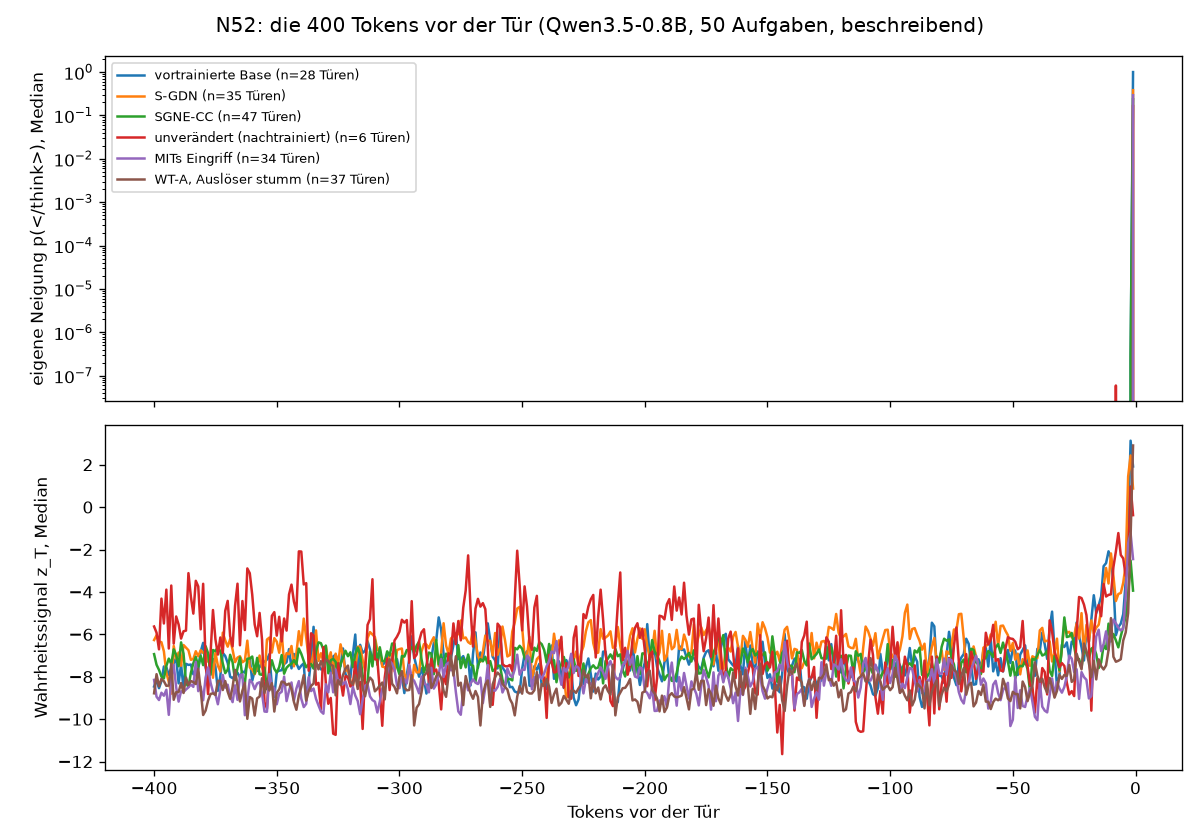 N52: die 400 Tokens vor der Tür (Qwen3.5-0.8B, 50 Aufgaben, beschreibend)
eigene Neigung p(</think>), Median
10⁰
10⁻¹
10⁻²
10⁻³
10⁻⁴
10⁻⁵
10⁻⁶
10⁻⁷
vortrainierte Base (n=28 Türen)
S-GDN (n=35 Türen)
SGNE-CC (n=47 Türen)
unverändert (nachtrainiert) (n=6 Türen)
MITs Eingriff (n=34 Türen)
WT-A, Auslöser stumm (n=37 Türen)
Wahrheitssignal z_T, Median
2
0
−2
−4
−6
−8
−10
−12
−400 −350 −300 −250 −200 −150 −100 −50 0
Tokens vor der Tür